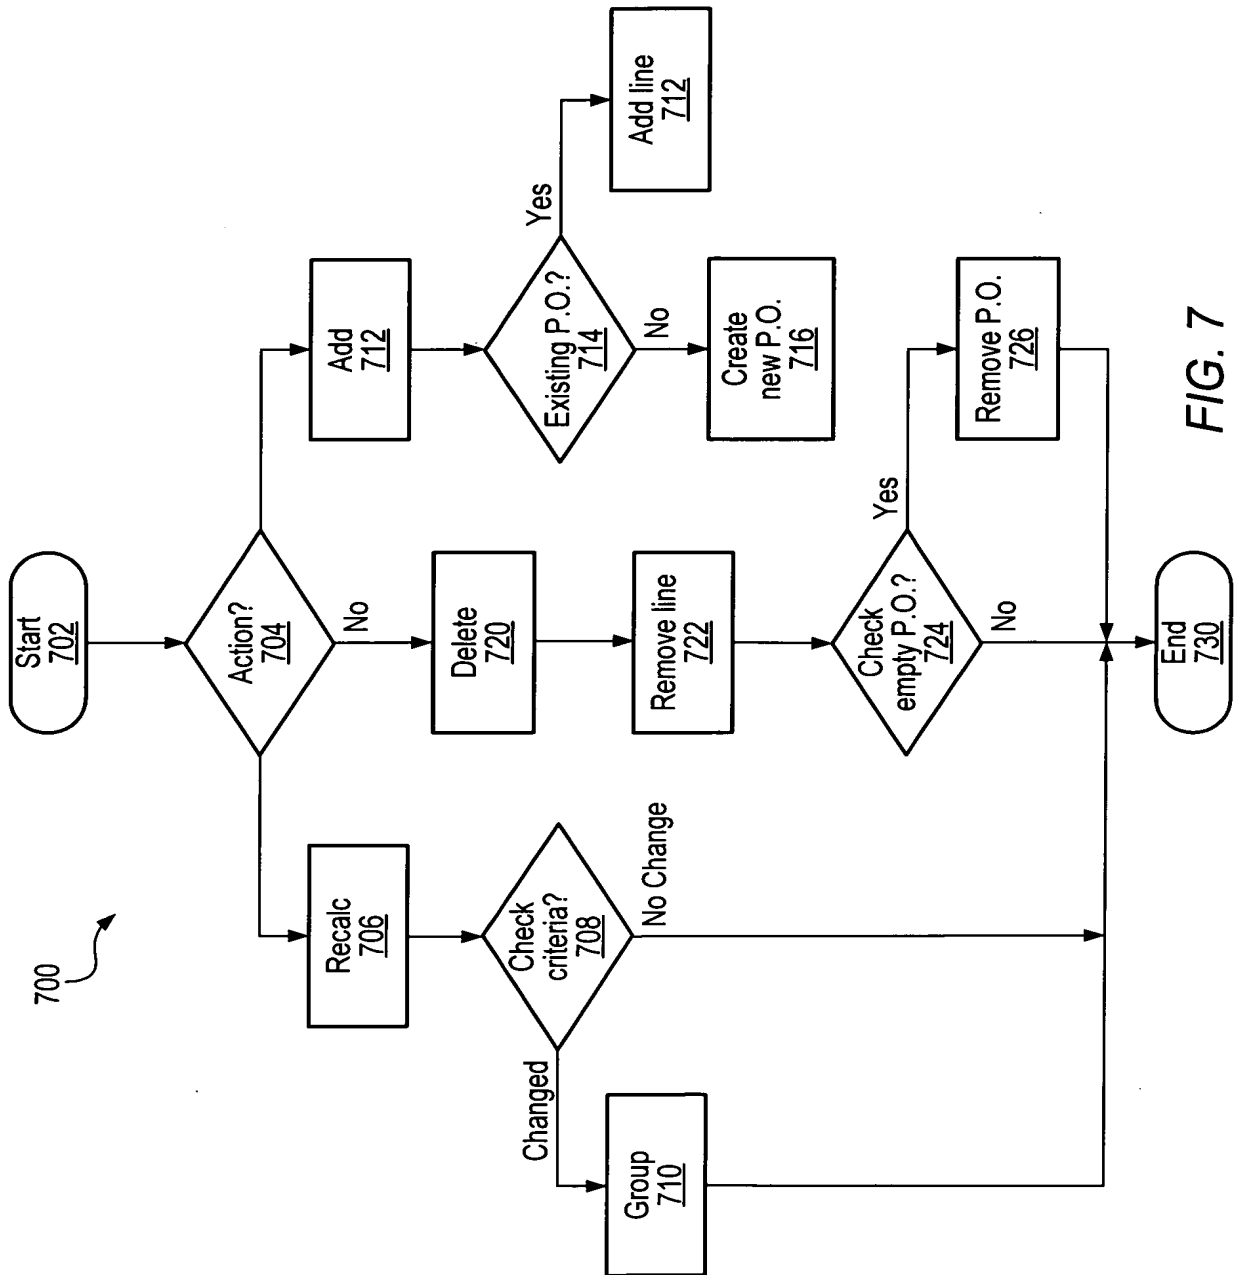 700
Start
702
Action?
704
No
Recalc
706
Check
criteria?
708
Changed
No Change
Group
710
Delete
720
Remove line
722
Check
empty P.O.?
724
Yes
No
Remove P.O.
726
Add
712
Existing P.O.?
714
Yes
No
Add line
712
Create
new P.O.
716
End
730
FIG. 7